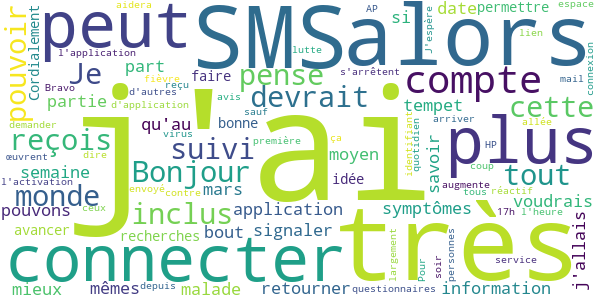 aidera
AP
si
date
permettre
espace
pouvoir
Cordialement
peut
SMS
alors
J'espère
lien
connexion
l'application
lutte
Bravo
Je
part
pense
s'arrêtent
mail
fièvre
d'autres
reçu
faire
compte
partie
d'application
avis
devrait
tempet
cette
virus
sauf
qu'au
bonne
première
ça
arriver
allée
demander
reçois
suivi
moyen
identifiant
quotidien
savoir
HP
plus
œuvrent
dire
j'ai
semaine
Bonjour
idée
coup
tout
l'activation
monde
envoyé
contre
mars
augmente
tous
réactif
voudrais
pouvons
ceux
inclus
application
symptômes
17h
l'heure
avancer
recherches
bout
signaler
très
j'allais
connecter
largement
Pour
soir
personnes
service
mieux
mêmes
depuis
malade
retourner
questionnaires
information